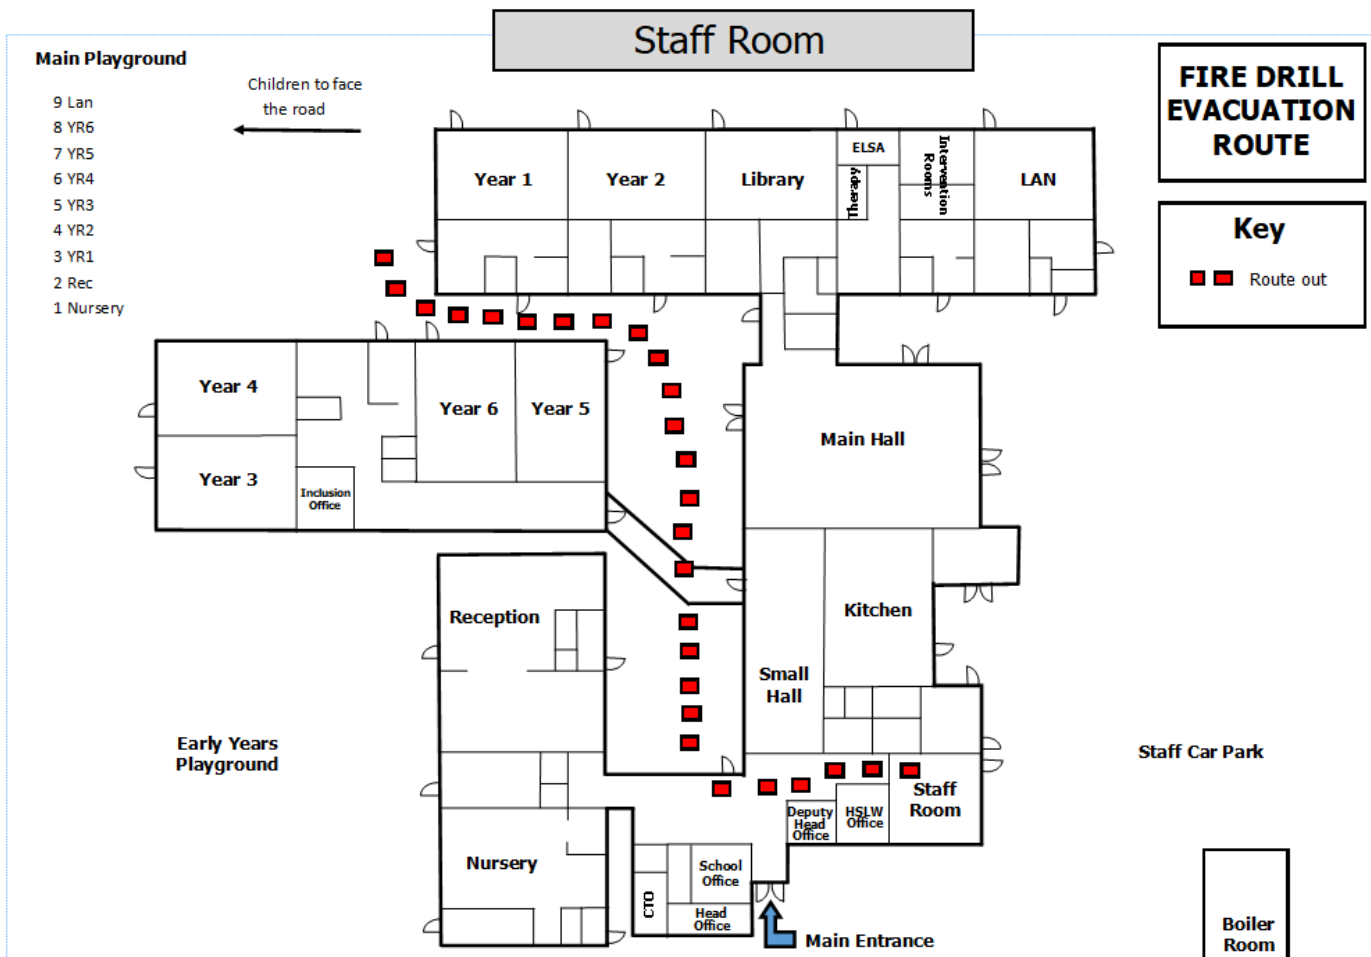 Staff Room
Main Playground
Children to face
the road
9 Lan
8 YR6
7 YR5
6 YR4
5 YR3
4 YR2
3 YR1
2 Rec
1 Nursery
FIRE DRILL
EVACUATION
ROUTE
Key
Route out
Year 1
Year 2
Library
ELSA
Therapy
Intervention
Rooms
LAN
Year 4
Year 6
Year 5
Year 3
Inclusion
Office
Main Hall
Reception
Kitchen
Small
Hall
Early Years
Playground
Staff Car Park
Staff
Room
Deputy
Head
Office
HSLW
Office
Nursery
School
Office
CTO
Head
Office
Main Entrance
Boiler
Room